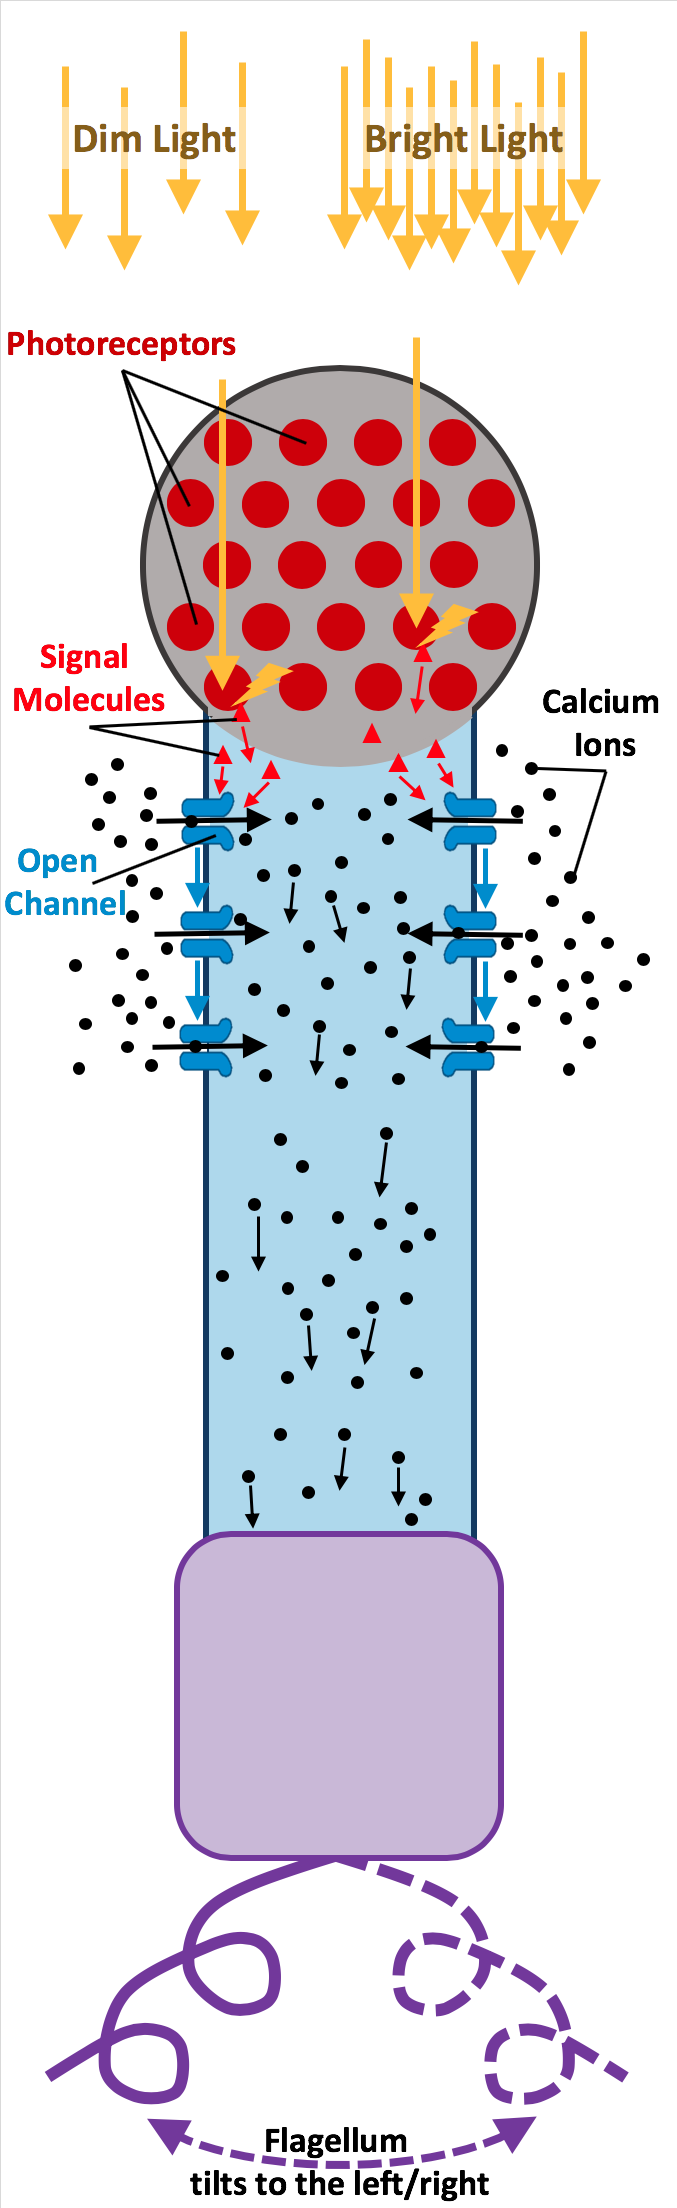 Dim Light
Bright Light
Photoreceptors
Signal
Molecules
Calcium
Ions
Open
Channel
Flagellum
tilts to the left/right